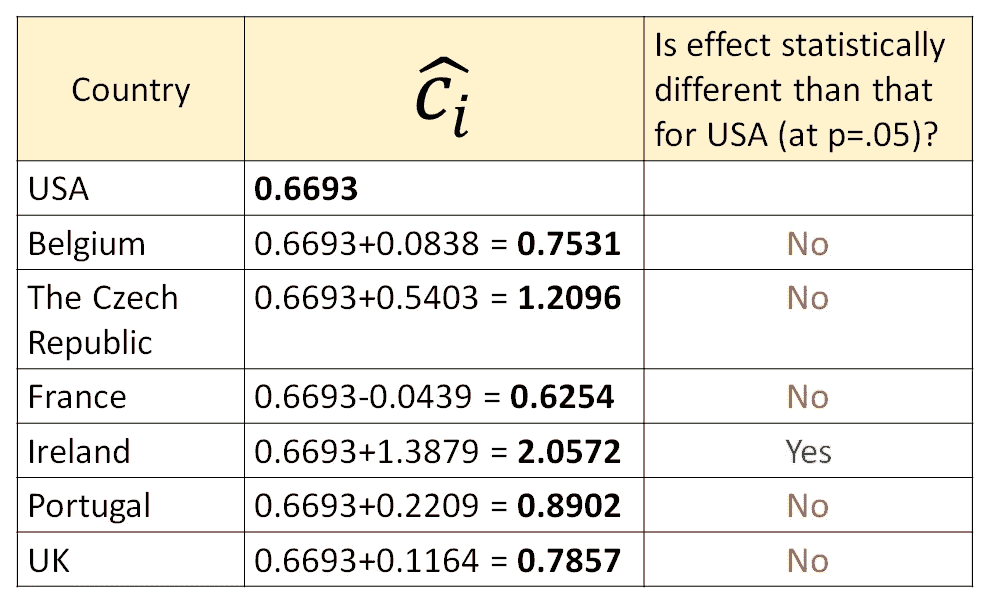 Country
ĉᵢ
Is effect statistically
different than that
for USA (at p=.05)?
USA
0.6693
Belgium
0.6693+0.0838 = 0.7531
No
The Czech
Republic
0.6693+0.5403 = 1.2096
No
France
0.6693-0.0439 = 0.6254
No
Ireland
0.6693+1.3879 = 2.0572
Yes
Portugal
0.6693+0.2209 = 0.8902
No
UK
0.6693+0.1164 = 0.7857
No